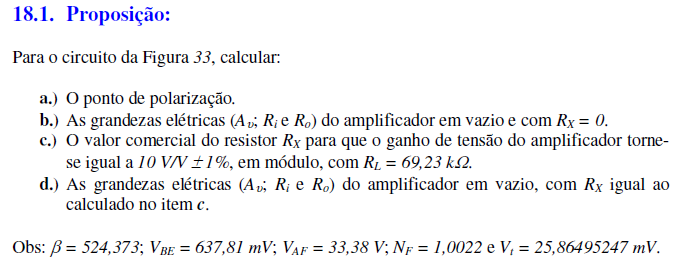 18.1. Proposição:
Para o circuito da Figura 33, calcular:
a.) O ponto de polarização.
b.) As grandezas elétricas (Av; Ri e Ro) do amplificador em vazio e com RX = 0.
c.) O valor comercial do resistor RX para que o ganho de tensão do amplificador torne-
se igual a 10 V/V ±1%, em módulo, com RL = 69,23 kΩ.
d.) As grandezas elétricas (Av; Ri e Ro) do amplificador em vazio, com RX igual ao
calculado no item c.
Obs: β = 524,373; VBE = 637,81 mV; VAF = 33,38 V; NF = 1,0022 e Vt = 25,86495247 mV.